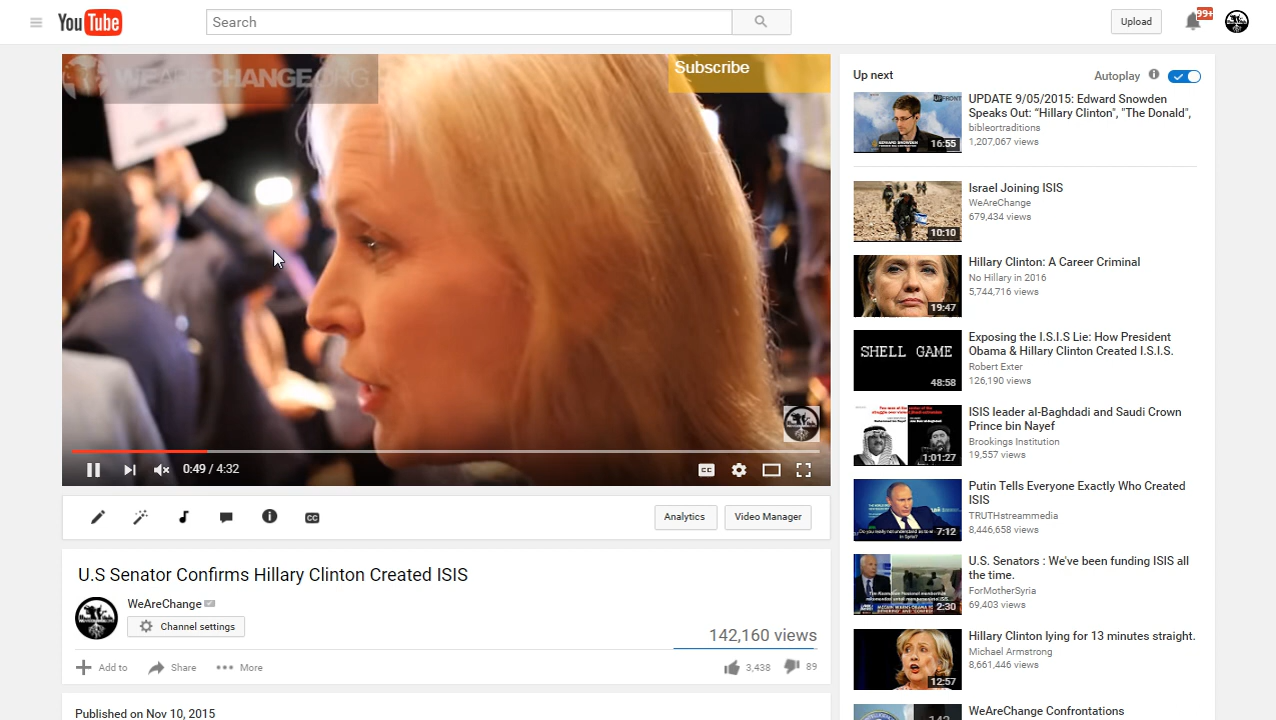 YouTube
Search
Upload
99+
WEARECHANGE.ORG
Subscribe
0:49 / 4:32
CC
Analytics
Video Manager
U.S Senator Confirms Hillary Clinton Created ISIS
WeAreChange
142,160 views
Add to
Share
More
3,438
89
Published on Nov 10, 2015
Up next
Autoplay
UPFRONT
16:55
UPDATE 9/05/2015: Edward Snowden
Speaks Out: "Hillary Clinton", "The Donald",
bibleortraditions
1,207,067 views
10:10
Israel Joining ISIS
WeAreChange
679,434 views
19:47
Hillary Clinton: A Career Criminal
No Hillary in 2016
5,744,716 views
SHELL GAME
48:58
Exposing the I.S.I.S Lie: How President
Obama & Hillary Clinton Created I.S.I.S.
Robert Exter
126,190 views
1:01:27
ISIS leader al-Baghdadi and Saudi Crown
Prince bin Nayef
Brookings Institution
19,557 views
7:12
Putin Tells Everyone Exactly Who Created
ISIS
TRUTHstreammedia
8,446,658 views
2:30
U.S. Senators : We've been funding ISIS all
the time.
ForMotherSyria
69,403 views
12:57
Hillary Clinton lying for 13 minutes straight.
Michael Armstrong
8,661,446 views
WeAreChange Confrontations